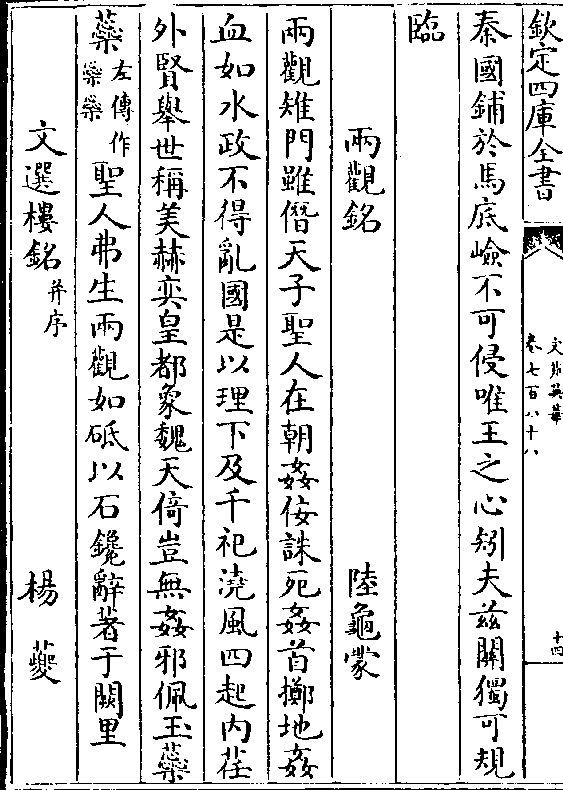 欽定四庫全書
文苑英華
卷七百八十八
十四
秦國鋪於馬底嶮不可侵唯王之心矧夫兹關獨可規
臨
兩觀銘 陸龜蒙
兩觀雉門雖僭天子聖人在朝姦佞誅死姦首擲地姦
血如水政不得亂國是以理下及千祀澆風四起内荏
外賢舉世稱美赫奕皇都象魏天倚豈無姦邪佩玉蘂
蘂左傳作蘂蘂聖人弗生兩觀如砥以石鑱辭著于闕里
文選樓銘并序 楊夔